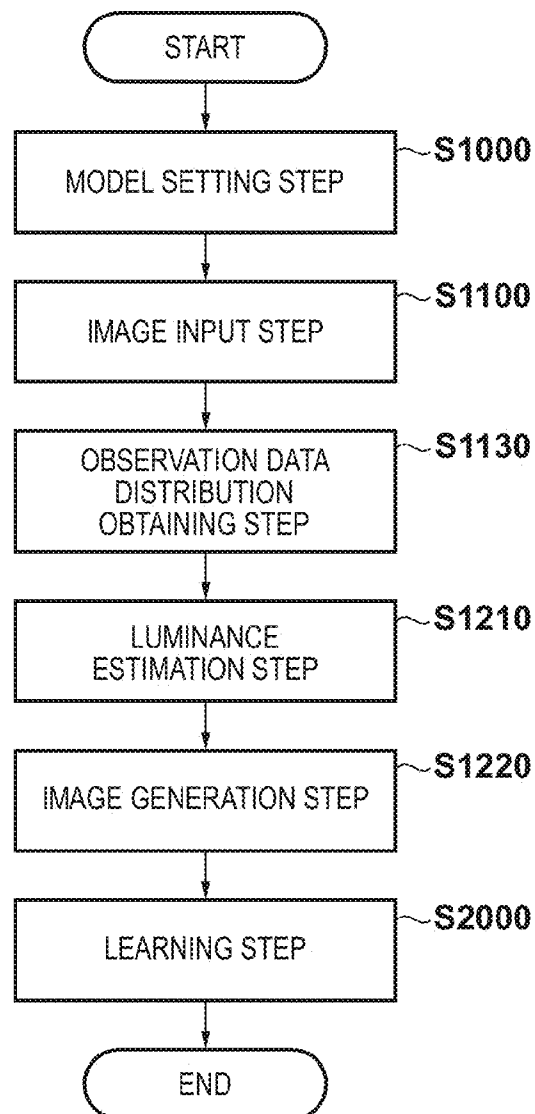 START
MODEL SETTING STEP
S1000
IMAGE INPUT STEP
S1100
OBSERVATION DATA
DISTRIBUTION
OBTAINING STEP
S1130
LUMINANCE
ESTIMATION STEP
S1210
IMAGE GENERATION STEP
S1220
LEARNING STEP
S2000
END